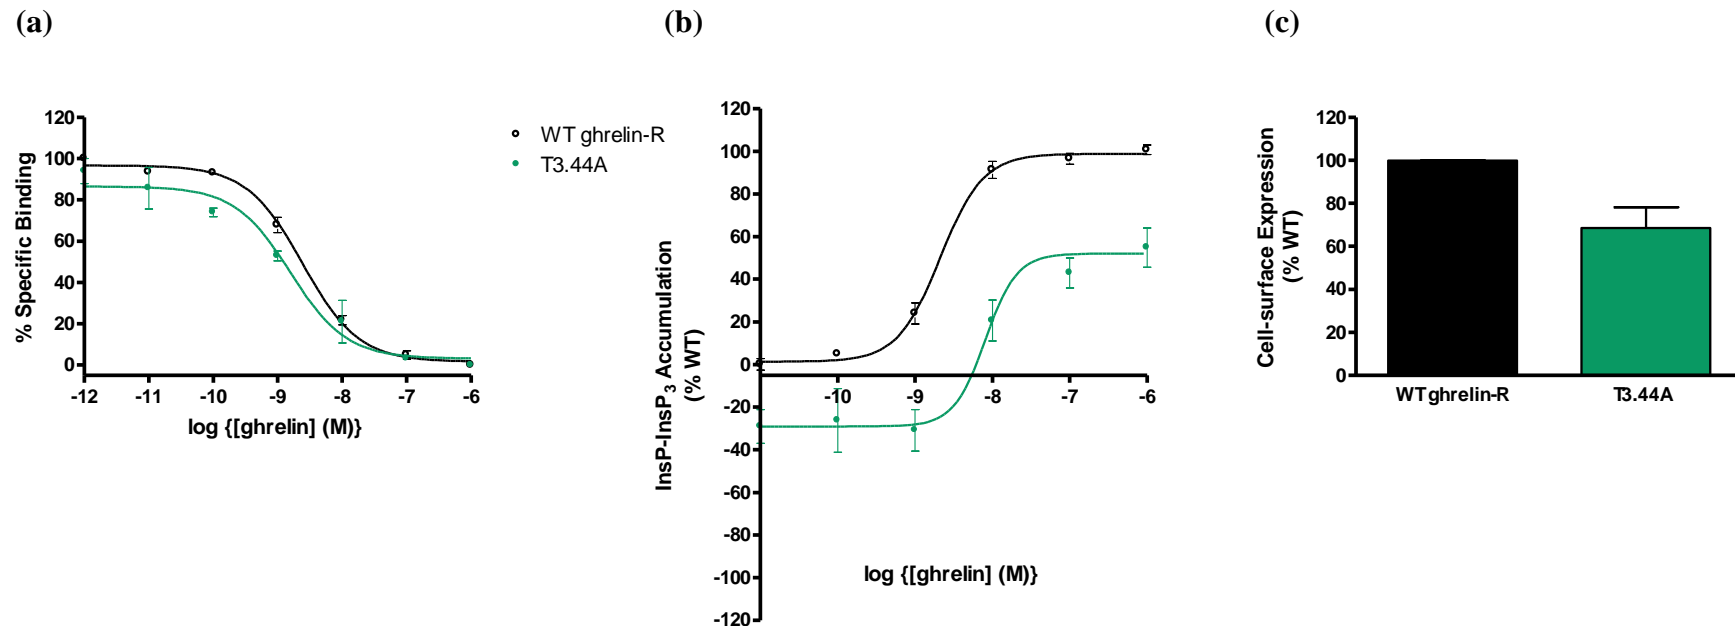 (a)
(b)
(c)
120
100
80
60
40
20
0
% Specific Binding
-12 -11 -10 -9 -8 -7 -6
log {[ghrelin] (M)}
WT ghrelin-R
T3.44A
120
100
80
60
40
20
0
-20
-40
-60
-80
-100
-120
InsP-InsP₃ Accumulation
(% WT)
-10 -9 -8 -7 -6
log {[ghrelin] (M)}
120
100
80
60
40
20
0
Cell-surface Expression
(% WT)
WT ghrelin-R T3.44A